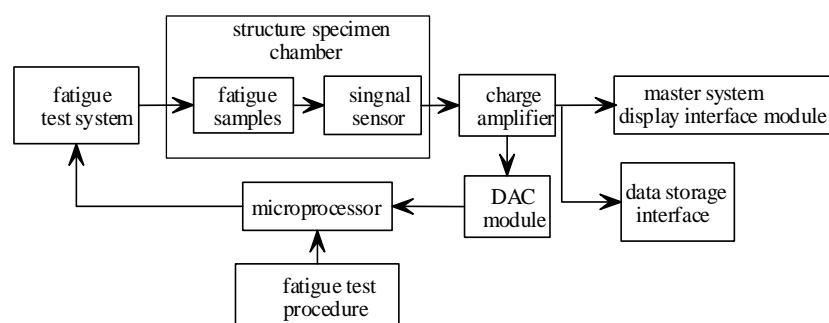 structure specimen
chamber
fatigue
test system
fatigue
samples
singnal
sensor
charge
amplifier
master system
display interface module
DAC
module
data storage
interface
microprocessor
fatigue test
procedure